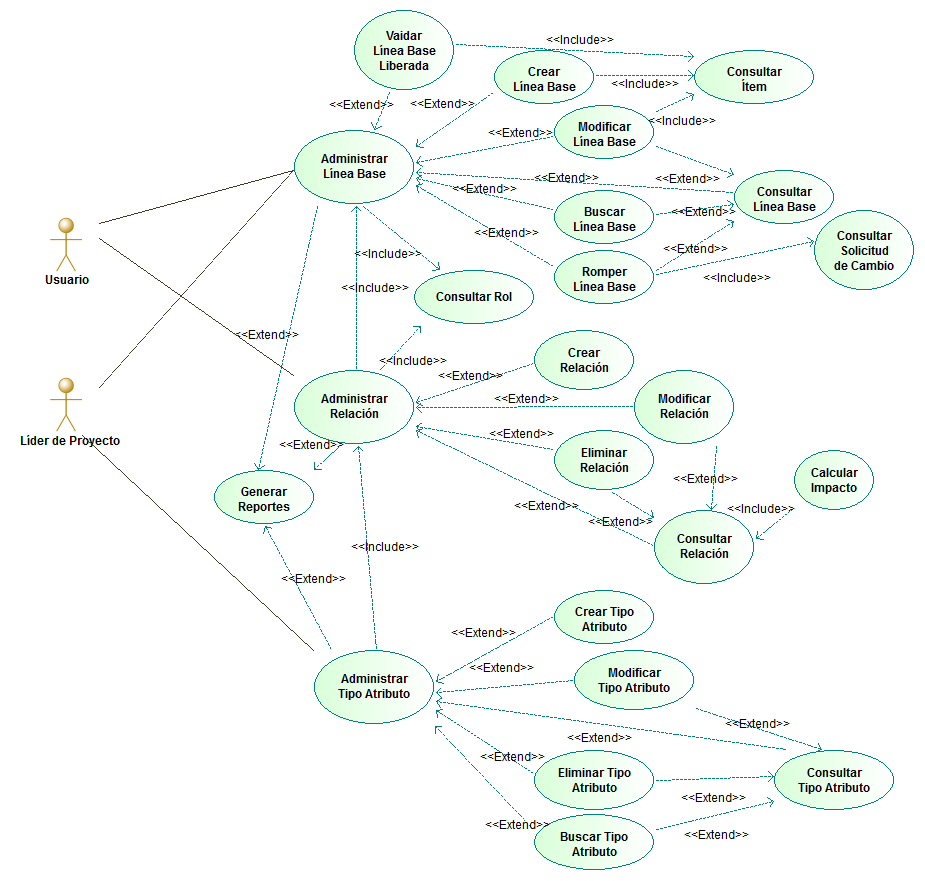 Vaidar
Línea Base
Liberada
<<Include>>
Crear
Línea Base
Consultar
Ítem
<<Include>>
<<Extend>>
<<Extend>>
Modificar
Línea Base
<<Include>>
<<Extend>>
Administrar
Línea Base
<<Extend>>
<<Extend>>
<<Extend>>
Consultar
Línea Base
Buscar
Línea Base
<<Extend>>
<<Extend>>
<<Extend>>
Consultar
Solicitud
de Cambio
Usuario
<<Include>>
Romper
Línea Base
<<Include>>
<<Include>>
Consultar Rol
<<Extend>>
<<Include>>
Crear
Relación
<<Extend>>
Administrar
Relación
<<Extend>>
Modificar
Relación
Líder de Proyecto
<<Extend>>
<<Extend>>
Eliminar
Relación
Calcular
Impacto
<<Extend>>
Generar
Reportes
<<Extend>>
<<Include>>
<<Extend>>
Consultar
Relación
<<Include>>
<<Extend>>
Crear Tipo
Atributo
<<Extend>>
<<Extend>>
Modificar
Tipo Atributo
Administrar
Tipo Atributo
<<Extend>>
<<Extend>>
<<Extend>>
Eliminar Tipo
Atributo
Consultar
Tipo Atributo
<<Extend>>
<<Extend>>
<<Extend>>
Buscar Tipo
Atributo